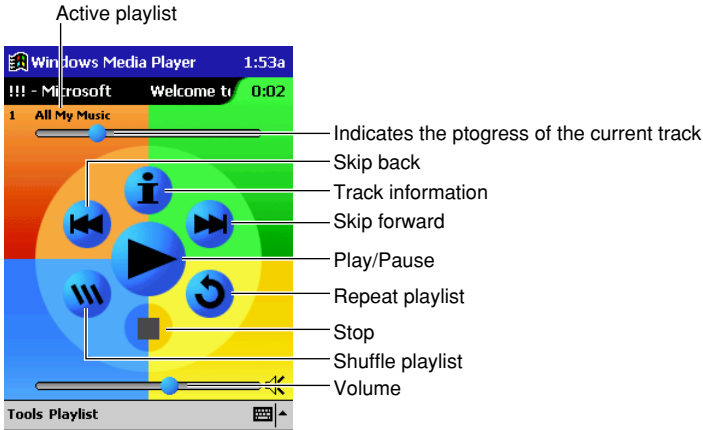 Active playlist
Windows Media Player 1:53a
!!! - Microsoft Welcome to 0:02
1 All My Music
Indicates the ptogress of the current track
Skip back
Track information
Skip forward
Play/Pause
Repeat playlist
Stop
Shuffle playlist
Volume
Tools Playlist